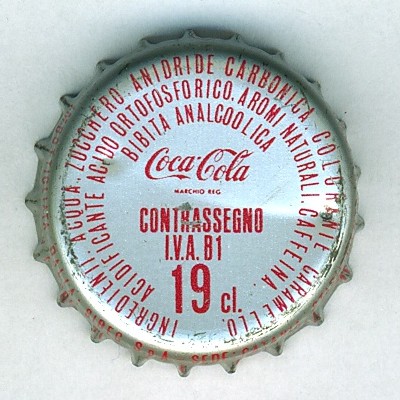 INGREDIENTI: ACQUA. ZUCCHERO. ANIDRIDE CARBONICA. COLORANTE CARAMELLO.
ACIDIFICANTE ACIDO ORTOFOSFORICO. AROMI NATURALI. CAFFEINA
BIBITA ANALCOOLICA
Coca-Cola
MARCHIO REG
CONTRASSEGNO
I.V.A. B1
19 cl.